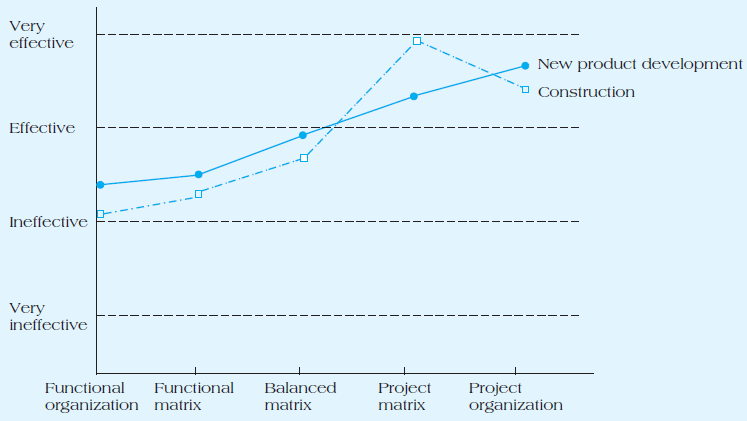 Very
effective
New product development
Construction
Effective
Ineffective
Very
ineffective
Functional
organization
Functional
matrix
Balanced
matrix
Project
matrix
Project
organization